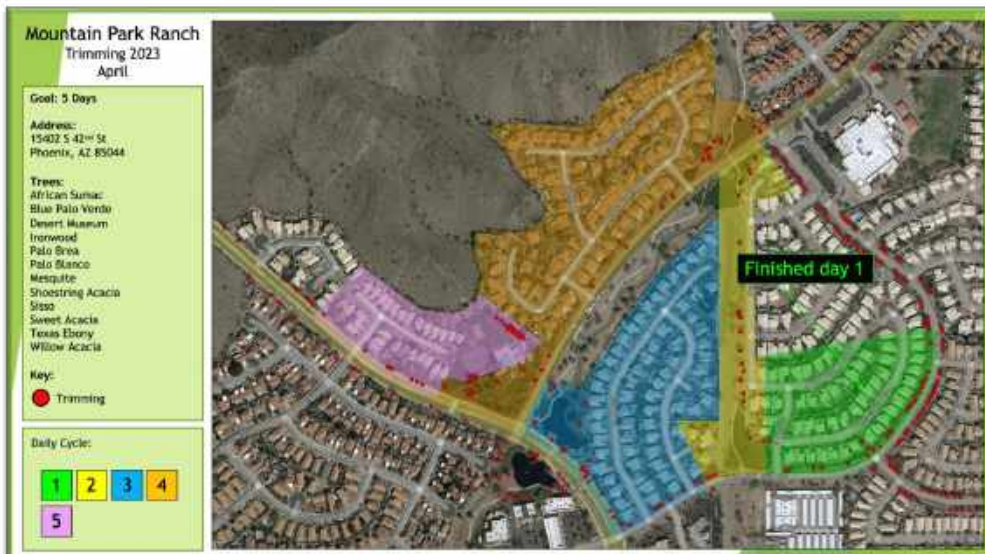 Mountain Park Ranch
Trimming 2023
April
Goal: 5 Days
Address:
15402 S 42ⁿᵈ St
Phoenix, AZ 85044
Trees:
African Sumac
Blue Palo Verde
Desert Museum
Ironwood
Palo Brea
Palo Blanco
Mesquite
Shoestring Acacia
Sisso
Sweet Acacia
Texas Ebony
Willow Acacia
Key:
Trimming
Daily Cycle:
1 2 3 4
5
Finished day 1